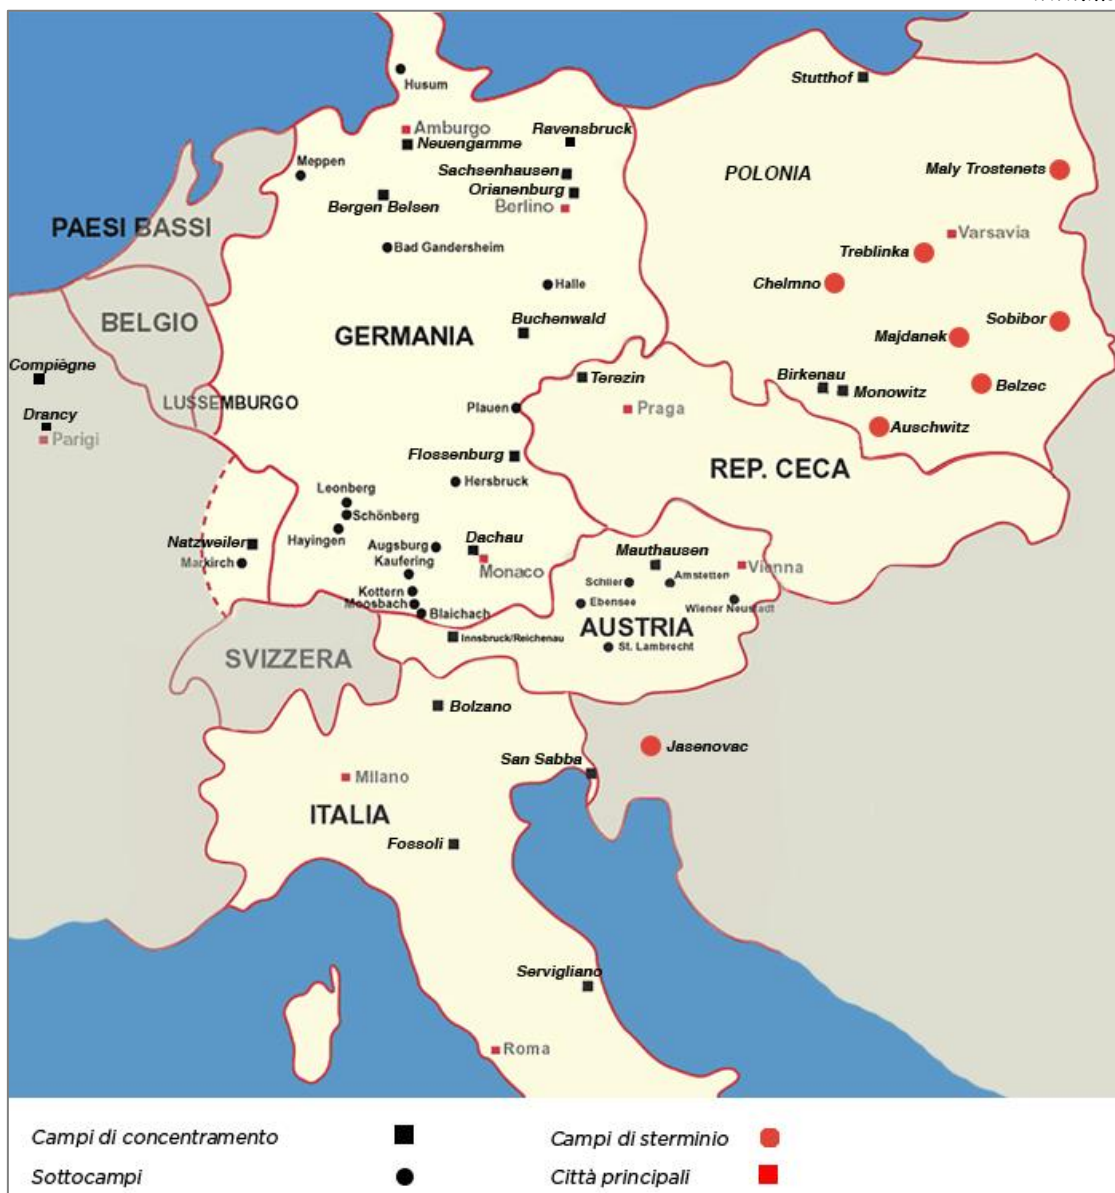 Husum
Stutthof
Amburgo
Neuengamme
Ravensbruck
Meppen
Sachsenhausen
Orianenburg
Berlino
Bergen Belsen
POLONIA
Maly Trostenets
PAESI BASSI
Bad Gandersheim
Varsavia
Treblinka
Chelmno
Halle
BELGIO
GERMANIA
Buchenwald
Sobibor
Majdanek
Compiègne
Terezin
Birkenau
Monowitz
Belzec
LUSSEMBURGO
Plauen
Praga
Drancy
Parigi
Auschwitz
Flossenburg
REP. CECA
Hersbruck
Leonberg
Schönberg
Hayingen
Natzweiler
Markirch
Augsburg
Dachau
Monaco
Kaufering
Kottern
Moosbach
Blaichach
Mauthausen
Vienna
Schlier
Amstetten
Ebensee
Wiener Neustadt
AUSTRIA
Innsbruck/Reichenau
St. Lambrecht
SVIZZERA
Bolzano
Jasenovac
San Sabba
Milano
ITALIA
Fossoli
Servigliano
Roma
Campi di concentramento
Campi di sterminio
Sottocampi
Città principali